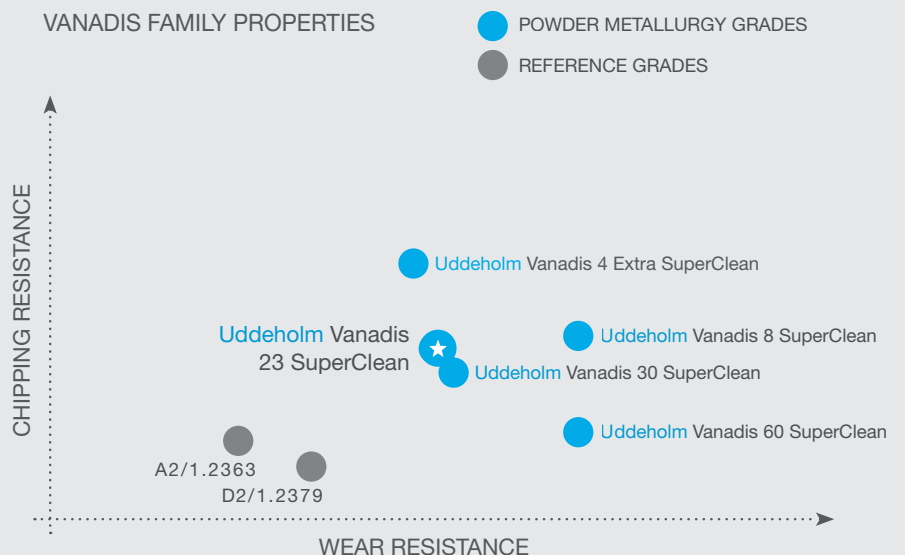 VANADIS FAMILY PROPERTIES
POWDER METALLURGY GRADES
REFERENCE GRADES
CHIPPING RESISTANCE
Uddeholm Vanadis 4 Extra SuperClean
Uddeholm Vanadis
23 SuperClean
Uddeholm Vanadis 8 SuperClean
Uddeholm Vanadis 30 SuperClean
Uddeholm Vanadis 60 SuperClean
A2/1.2363
D2/1.2379
WEAR RESISTANCE